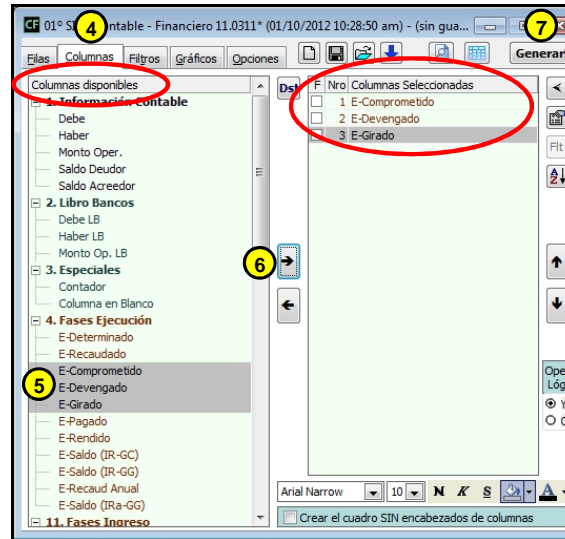 CF 01° S 4 ntable - Financiero 11.0311* (01/10/2012 10:28:50 am) - (sin gua... 7
Filas Columnas Filtros Gráficos Opciones Generar
Columnas disponibles
1. Información Contable
Debe
Haber
Monto Oper.
Saldo Deudor
Saldo Acreedor
2. Libro Bancos
Debe LB
Haber LB
Monto Op. LB
3. Especiales
Contador
Columna en Blanco
4. Fases Ejecución
E-Determinado
E-Recaudado
E-Comprometido
5 E-Devengado
E-Girado
E-Pagado
E-Rendido
E-Saldo (IR-GC)
E-Saldo (IR-GG)
E-Recaud Anual
E-Saldo (IRa-GG)
11. Fases Ingreso
Dst
6
F Nro Columnas Seleccionadas
1 E-Comprometido
2 E-Devengado
3 E-Girado
Flt
A Z
Ope
Lóg
Y
O
Arial Narrow 10 N K S A
Crear el cuadro SIN encabezados de columnas